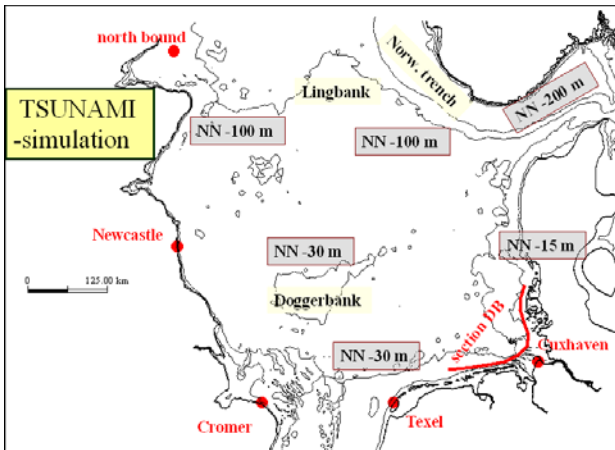 north bound
Norw. trench
Lingbank
NN -200 m
TSUNAMI
-simulation
NN -100 m
NN -100 m
Newcastle
NN -30 m
NN -15 m
0 125.00 km
Doggerbank
section DB
NN -30 m
Cuxhaven
Cromer
Texel